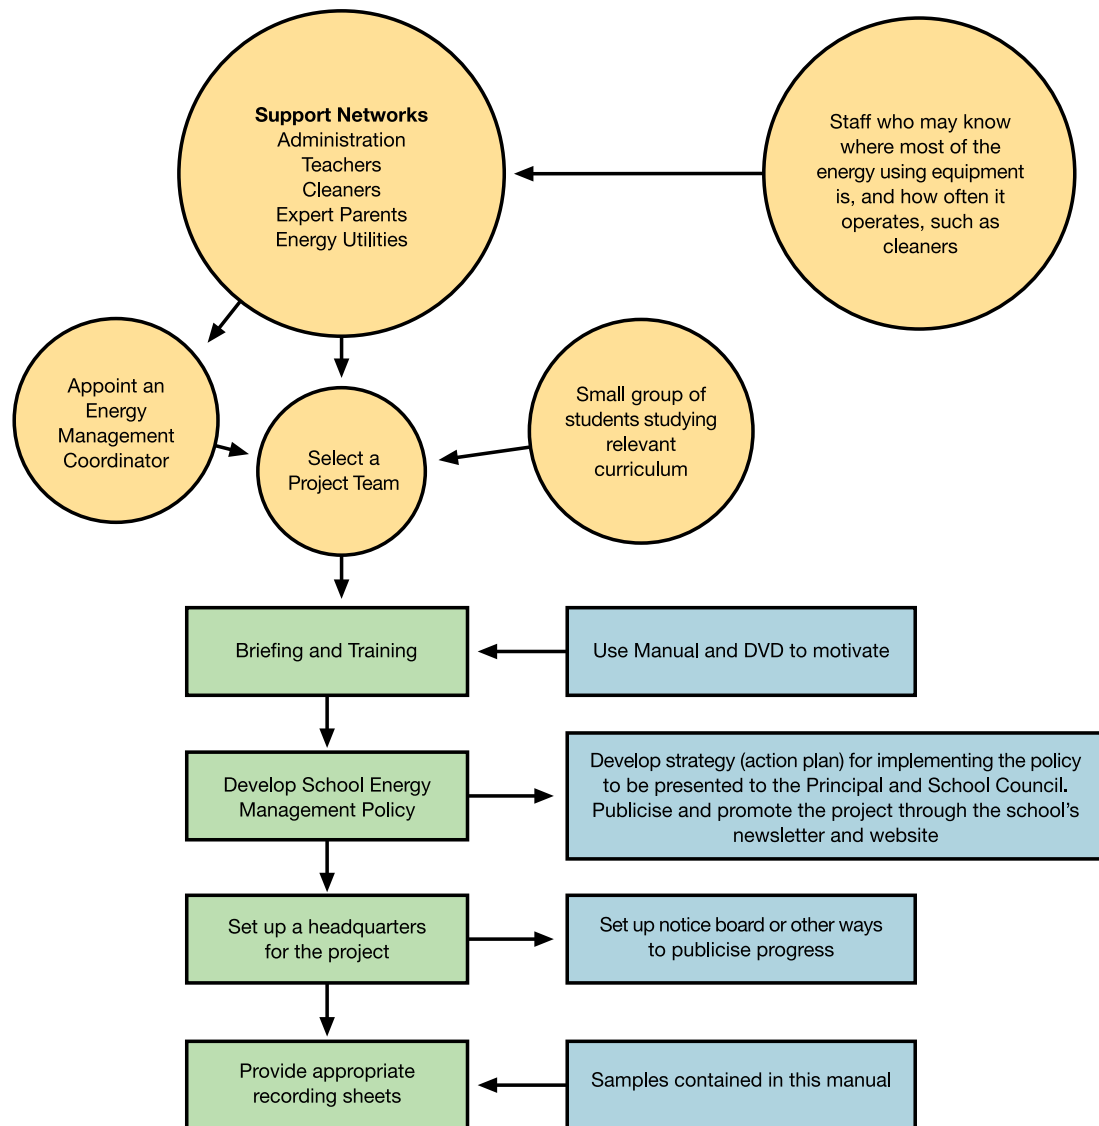 Support Networks
Administration
Teachers
Cleaners
Expert Parents
Energy Utilities
Staff who may know
where most of the
energy using equipment
is, and how often it
operates, such as
cleaners
Appoint an
Energy
Management
Coordinator
Select a
Project Team
Small group of
students studying
relevant
curriculum
Briefing and Training
Use Manual and DVD to motivate
Develop School Energy
Management Policy
Develop strategy (action plan) for implementing the policy
to be presented to the Principal and School Council.
Publicise and promote the project through the school’s
newsletter and website
Set up a headquarters
for the project
Set up notice board or other ways
to publicise progress
Provide appropriate
recording sheets
Samples contained in this manual